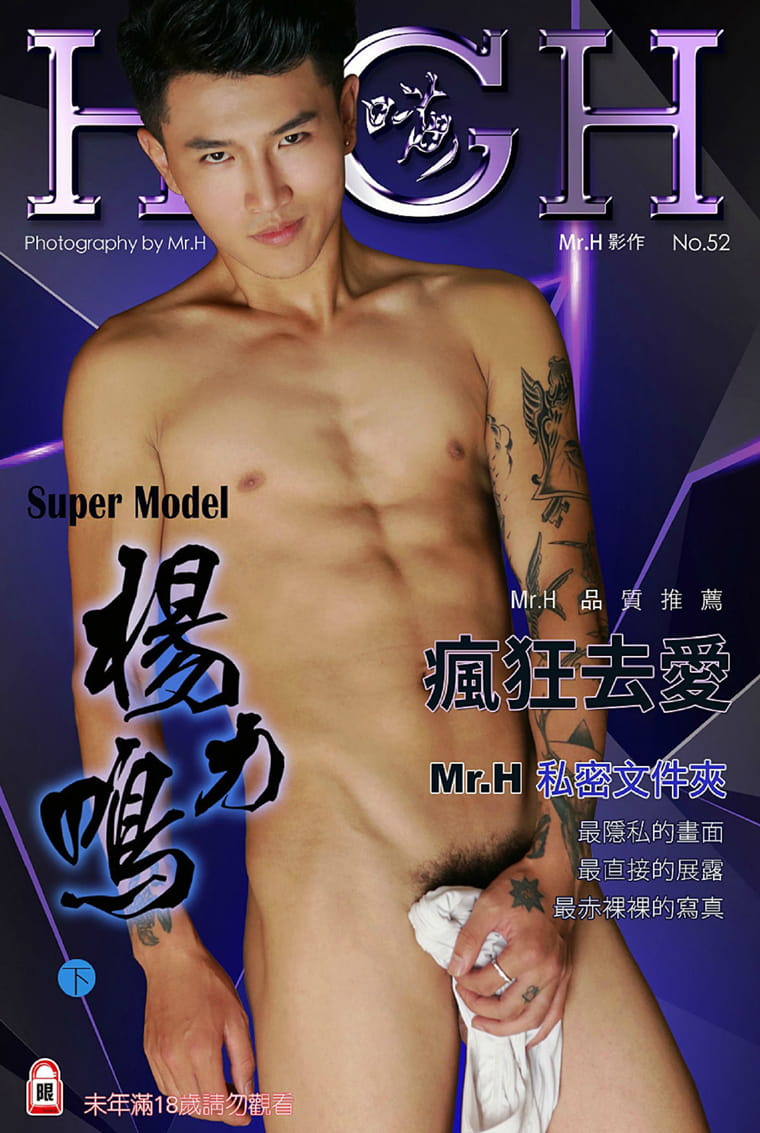 HIGH
嗨
Photography by Mr.H
Mr.H 影作 No.52
Super Model
楊力鳴
下
Mr.H 品質推薦
瘋狂去愛
Mr.H 私密文件夾
最隱私的畫面
最直接的展露
最赤裸裸的寫真
限
未年滿18歲請勿觀看